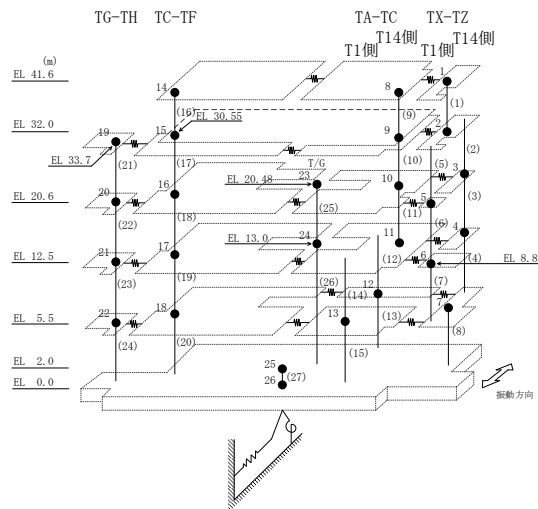 TG-TH TC-TF TA-TC TX-TZ
T1側 T14側 T1側 T14側
(m)
EL 41.6
14 8 1
(16) (9) (1)
EL 30.55
EL 32.0
19 15 9 2
(2)
EL 33.7
(21) (17) (10)
T/G
3
EL 20.48 23
(5)
EL 20.6
20 16 10 5 (3)
(22) (18) (25) (11)
24 11 (6) 4
EL 13.0
EL 12.5
21 17 6 (4) EL 8.8
(23) (19) (26) (12) (7)
(14) 12
EL 5.5
22 18 13 (13) 7
(24) (20) (15) (8)
EL 2.0
25
EL 0.0
26 (27)
振動方向